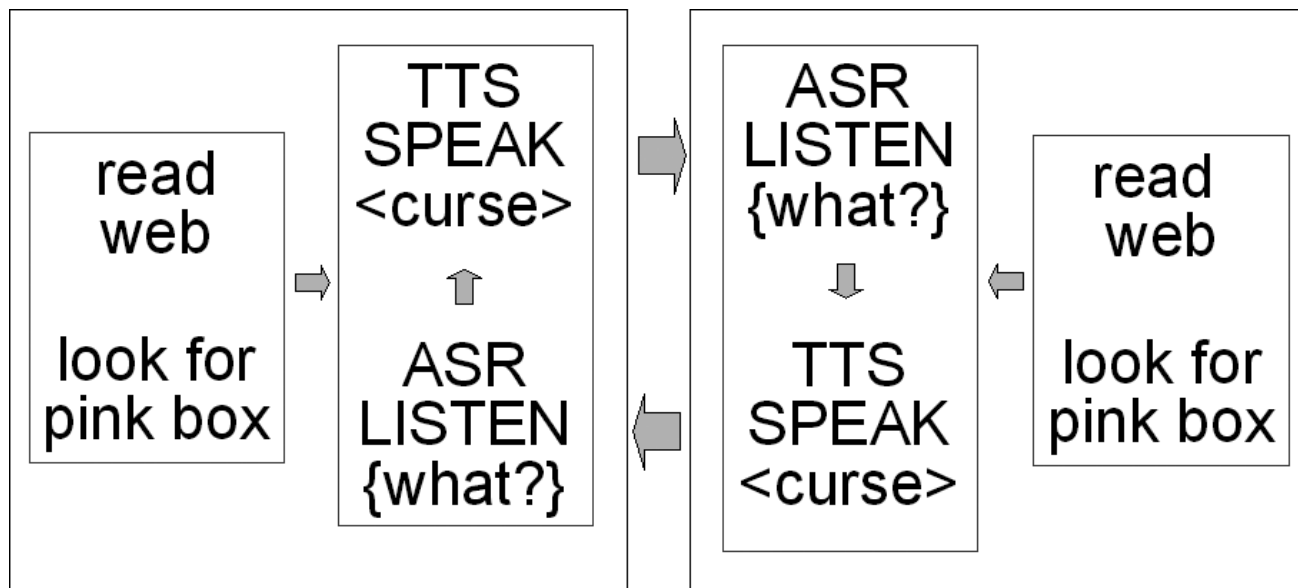 read
web
look for
pink box
TTS
SPEAK
<curse>
ASR
LISTEN
{what?}
ASR
LISTEN
{what?}
TTS
SPEAK
<curse>
read
web
look for
pink box